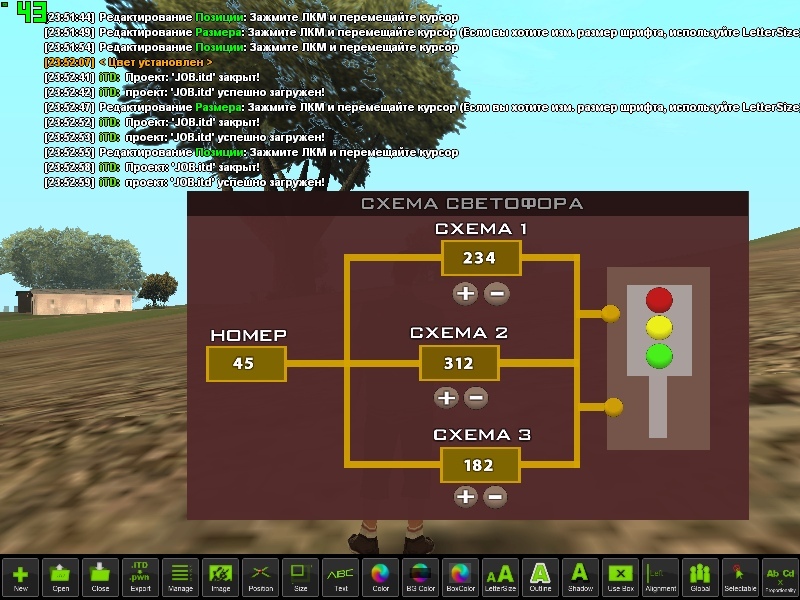 43
[23:51:44] Редактирование Позиции: Зажмите ЛКМ и перемещайте курсор
[23:51:49] Редактирование Размера: Зажмите ЛКМ и перемещайте курсор (Если вы хотите изм. размер шрифта, используйте LetterSize
[23:51:54] Редактирование Позиции: Зажмите ЛКМ и перемещайте курсор
[23:52:07] < Цвет установлен >
[23:52:41] iTD: Проект: 'JOB.itd' закрыт!
[23:52:42] iTD: проект: 'JOB.itd' успешно загружен!
[23:52:47] Редактирование Размера: Зажмите ЛКМ и перемещайте курсор (Если вы хотите изм. размер шрифта, используйте LetterSize
[23:52:52] iTD: Проект: 'JOB.itd' закрыт!
[23:52:53] iTD: проект: 'JOB.itd' успешно загружен!
[23:52:55] Редактирование Позиции: Зажмите ЛКМ и перемещайте курсор
[23:52:58] iTD: Проект: 'JOB.itd' закрыт!
[23:52:59] iTD: проект: 'JOB.itd' успешно загружен!
СХЕМА СВЕТОФОРА
СХЕМА 1
234
+ −
НОМЕР
45
СХЕМА 2
312
+ −
СХЕМА 3
182
+ −
.ITD
.pwn
ABC
AA
A
A
Left
Ab Cd
X
New Open Close Export Manage Image Position Size Text Color BG Color BoxColor LetterSize Outline Shadow Use Box Alignment Global Selectable Proportionality